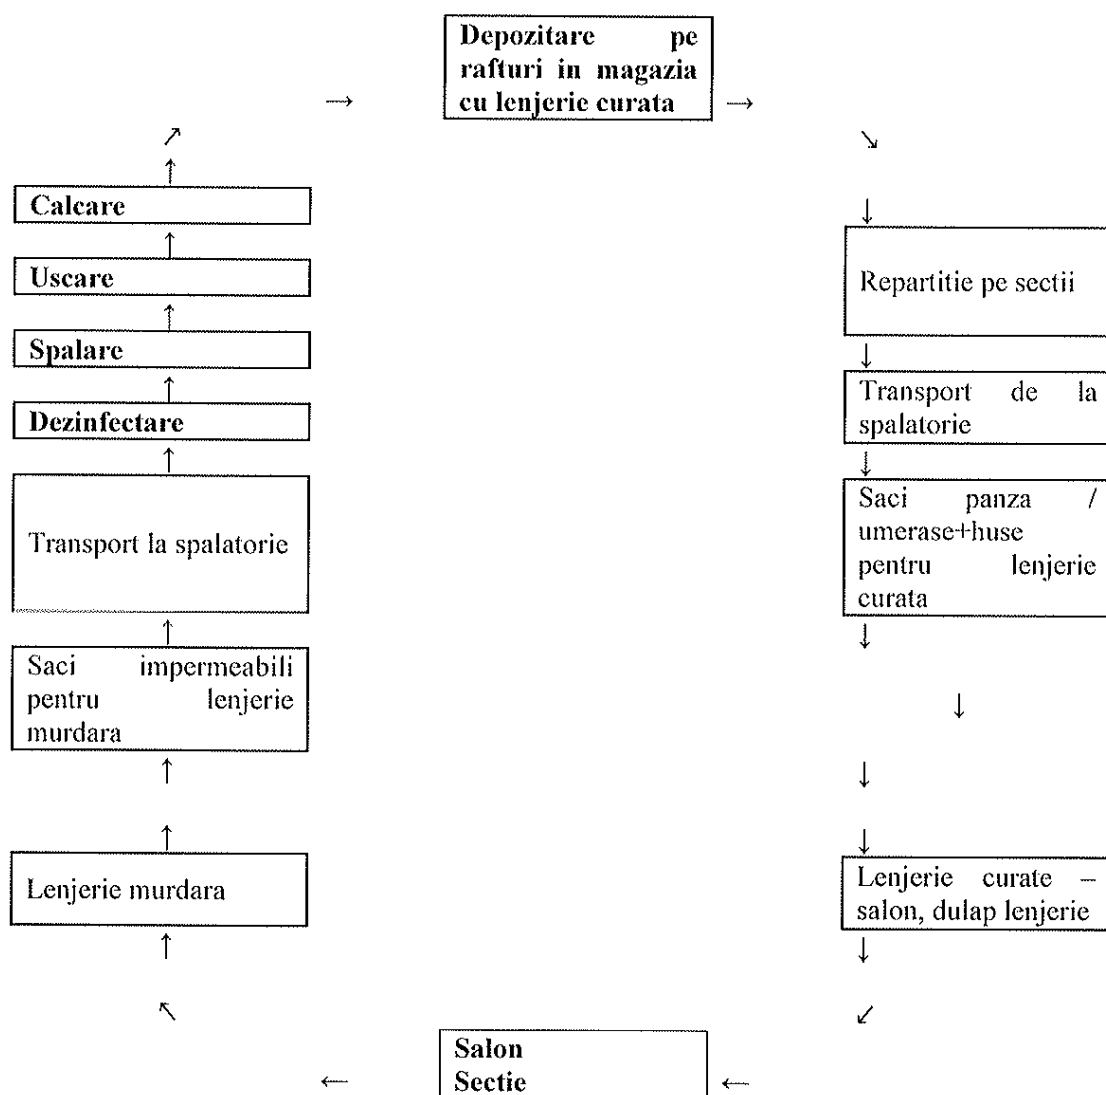 Depozitare pe
rafturi in magazia
cu lenjerie curata
→
→
↗
↘
↑
Calcare
↓
↑
Repartitie pe sectii
Uscare
↑
Spalare
↓
↑
Transport de la
spalatorie
Dezinfectare
↑
↓
Transport la spalatorie
Saci panza /
umerase+huse
pentru lenjerie
curata
↑
↓
Saci impermeabili
pentru lenjerie
murdara
↓
↑
↓
↑
↓
Lenjerie murdara
Lenjerie curate –
salon, dulap lenjerie
↑
↓
↖
↙
Salon
Sectie
←
←